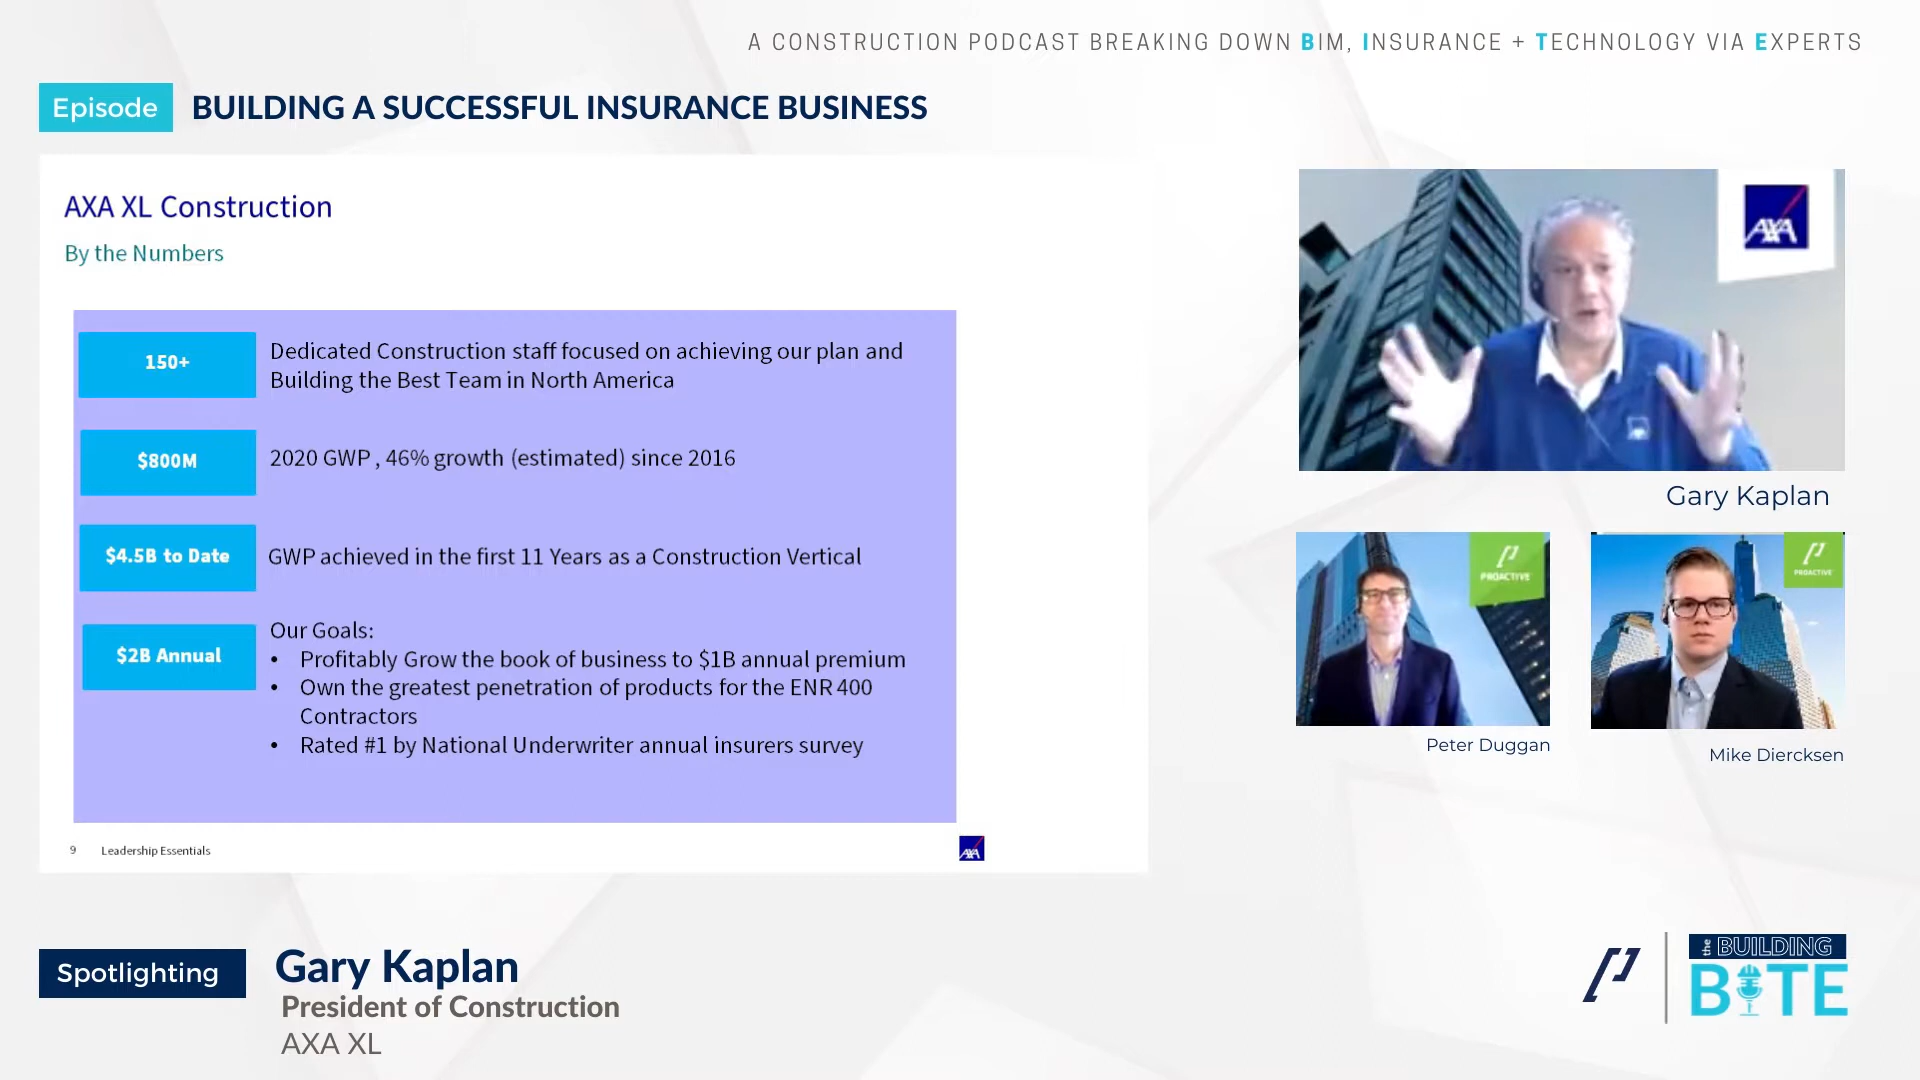 A CONSTRUCTION PODCAST BREAKING DOWN BIM, INSURANCE + TECHNOLOGY VIA EXPERTS
Episode
BUILDING A SUCCESSFUL INSURANCE BUSINESS
AXA XL Construction
By the Numbers
150+
Dedicated Construction staff focused on achieving our plan and
Building the Best Team in North America
$800M
2020 GWP , 46% growth (estimated) since 2016
$4.5B to Date
GWP achieved in the first 11 Years as a Construction Vertical
$2B Annual
Our Goals:
• Profitably Grow the book of business to $1B annual premium
• Own the greatest penetration of products for the ENR 400
Contractors
• Rated #1 by National Underwriter annual insurers survey
9 Leadership Essentials
AXA
AXA
Gary Kaplan
PROACTIVE
Peter Duggan
PROACTIVE
Mike Diercksen
Spotlighting
Gary Kaplan
President of Construction
AXA XL
the BUILDING
BITE